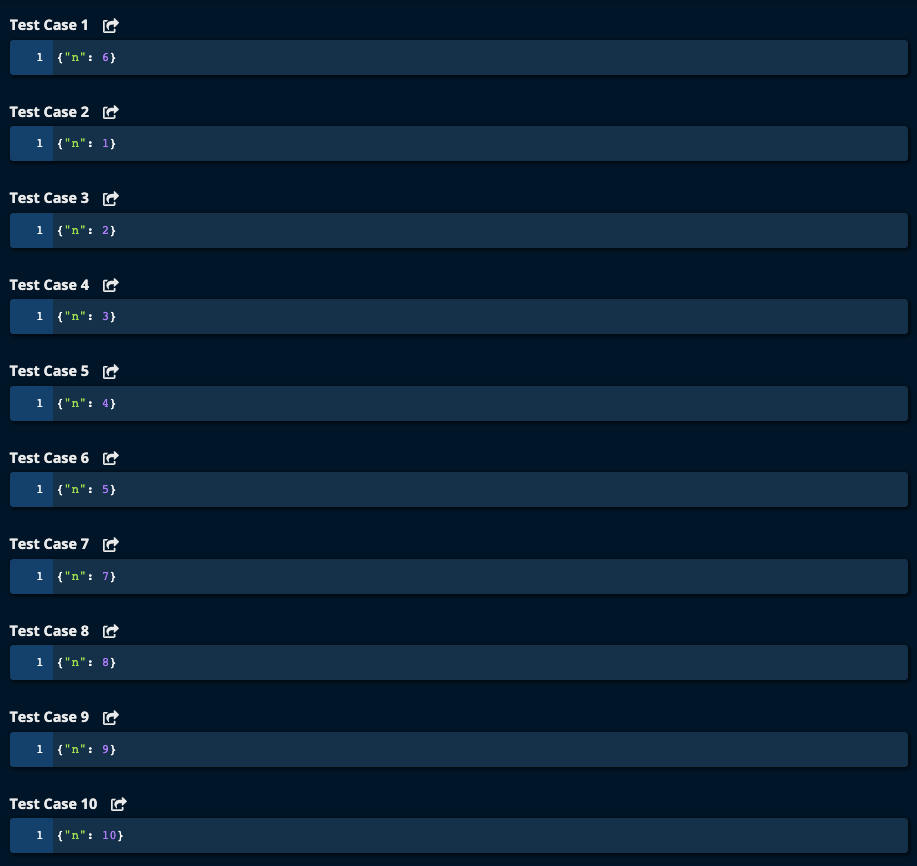 Test Case 1
1 {"n": 6}
Test Case 2
1 {"n": 1}
Test Case 3
1 {"n": 2}
Test Case 4
1 {"n": 3}
Test Case 5
1 {"n": 4}
Test Case 6
1 {"n": 5}
Test Case 7
1 {"n": 7}
Test Case 8
1 {"n": 8}
Test Case 9
1 {"n": 9}
Test Case 10
1 {"n": 10}